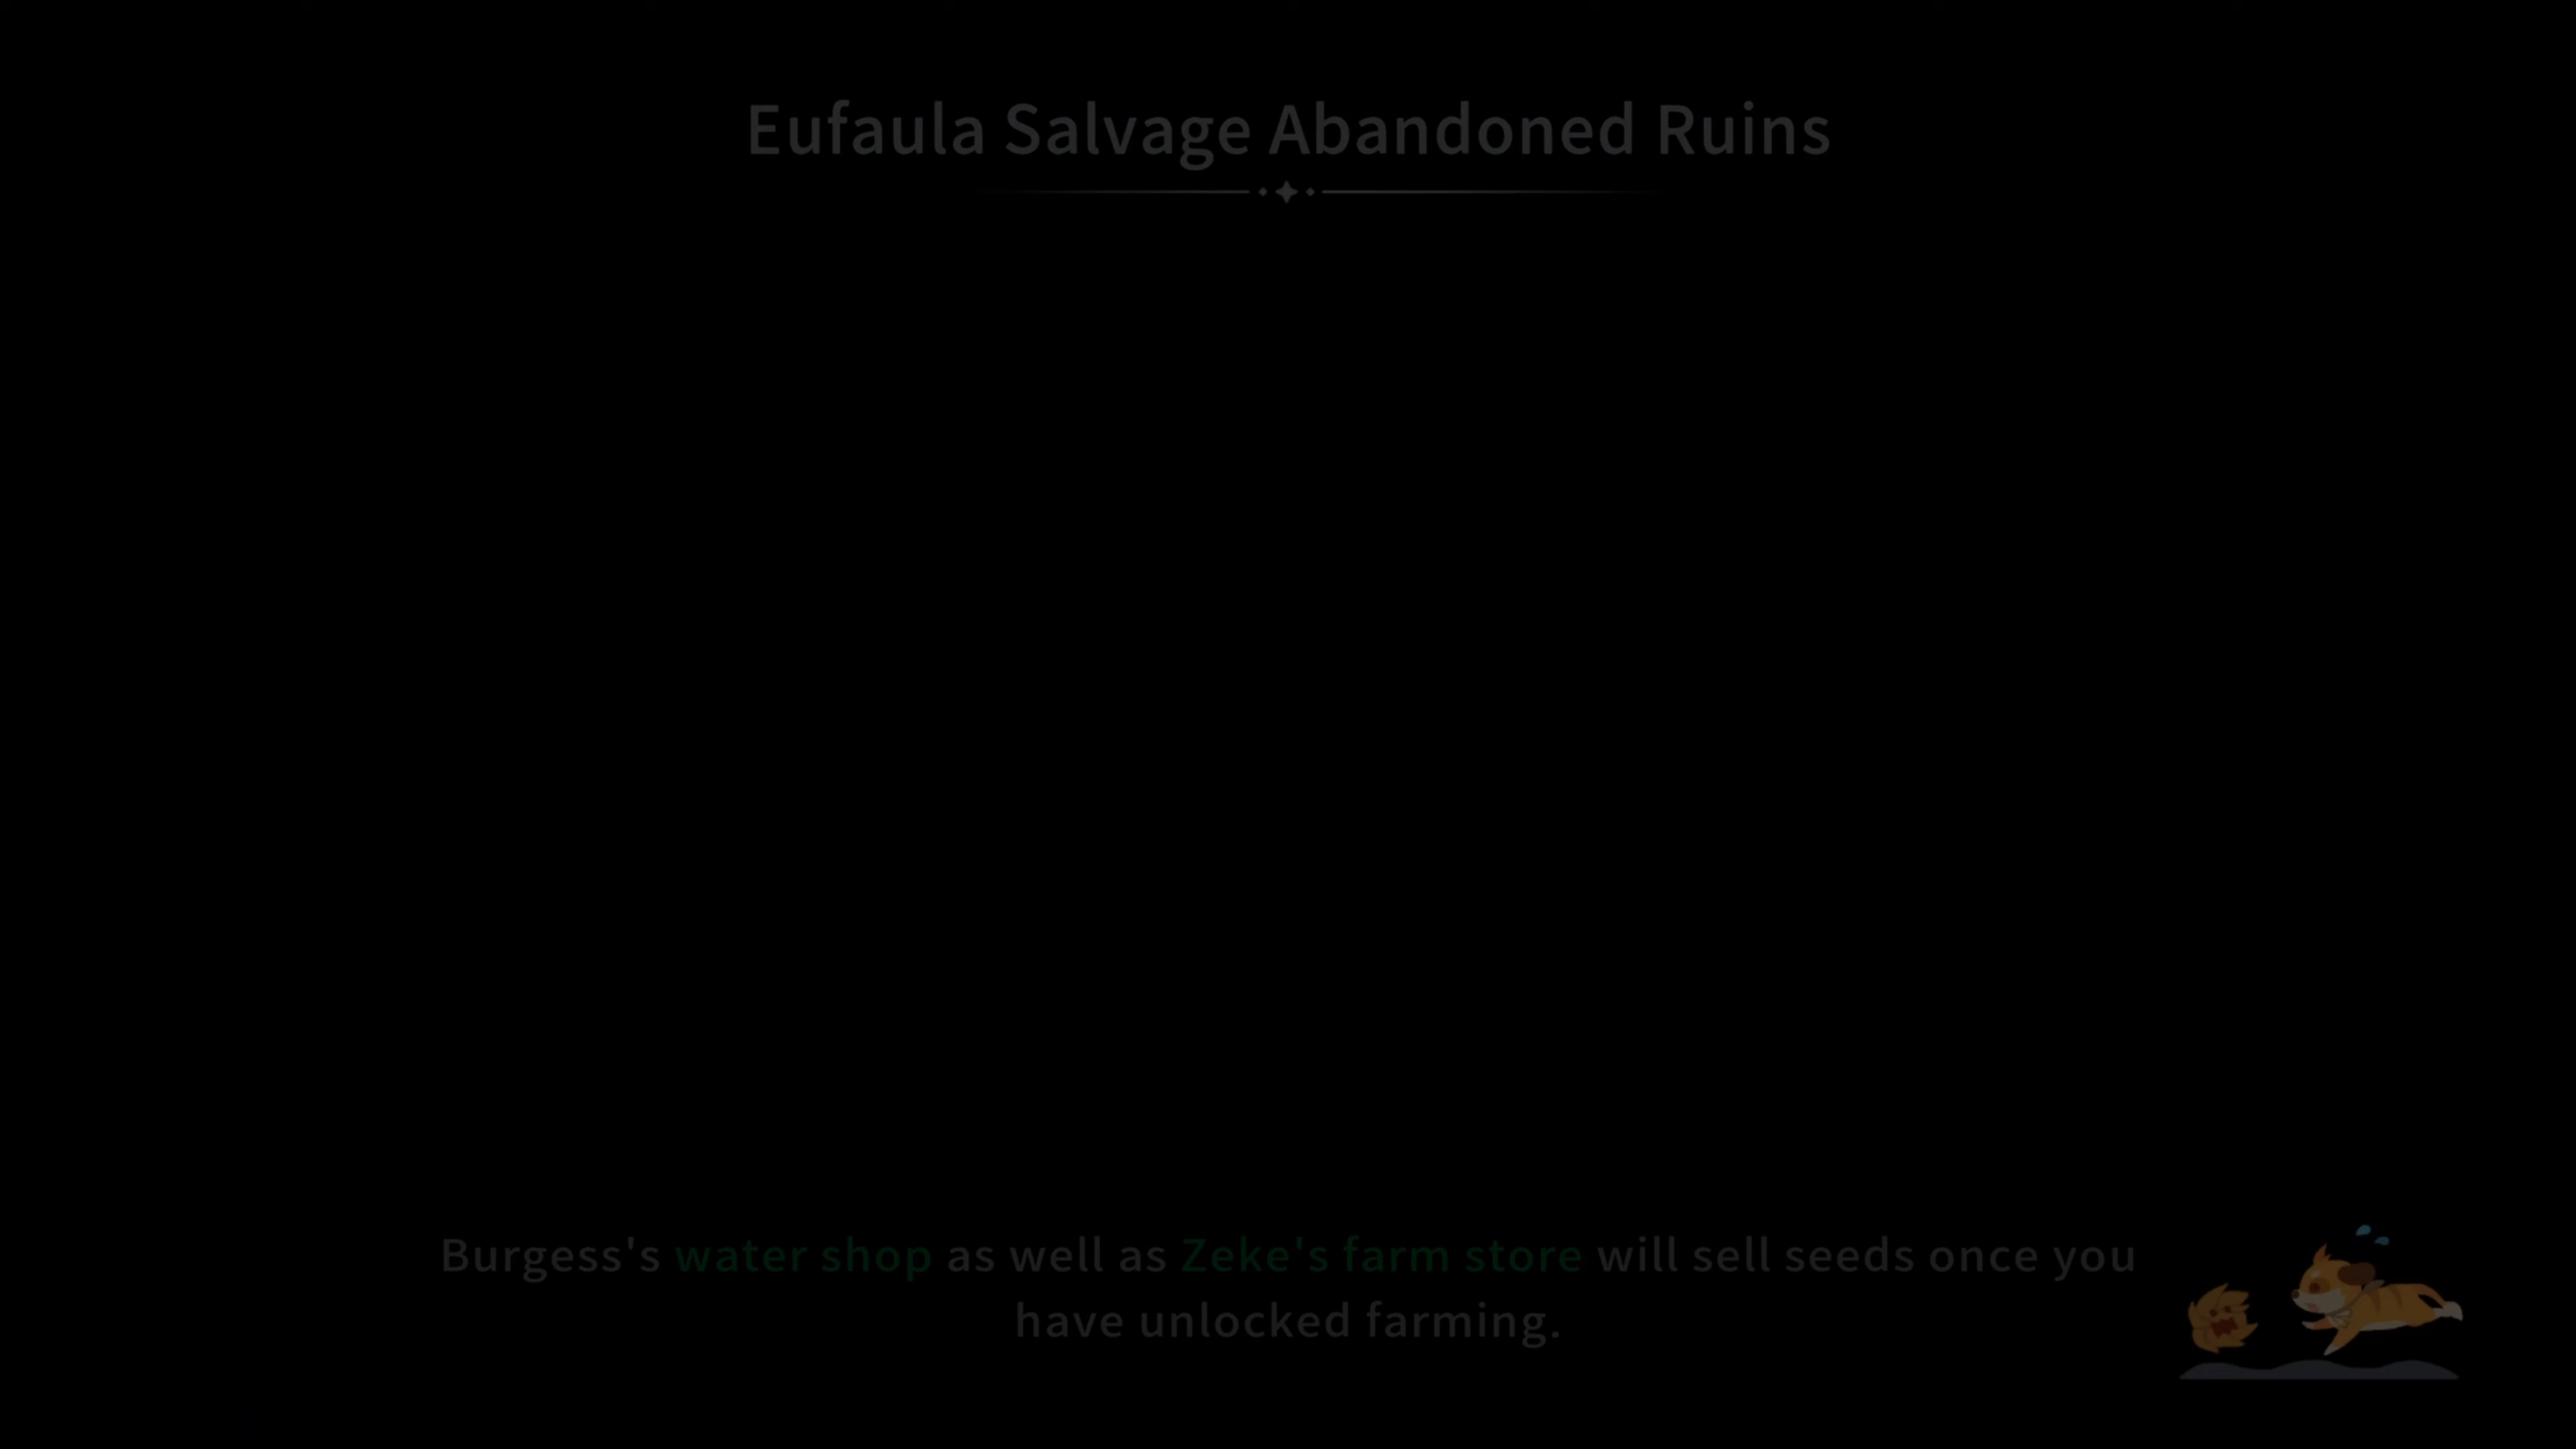 Eufaula Salvage Abandoned Ruins
Burgess's water shop as well as Zeke's farm store will sell seeds once you
have unlocked farming.